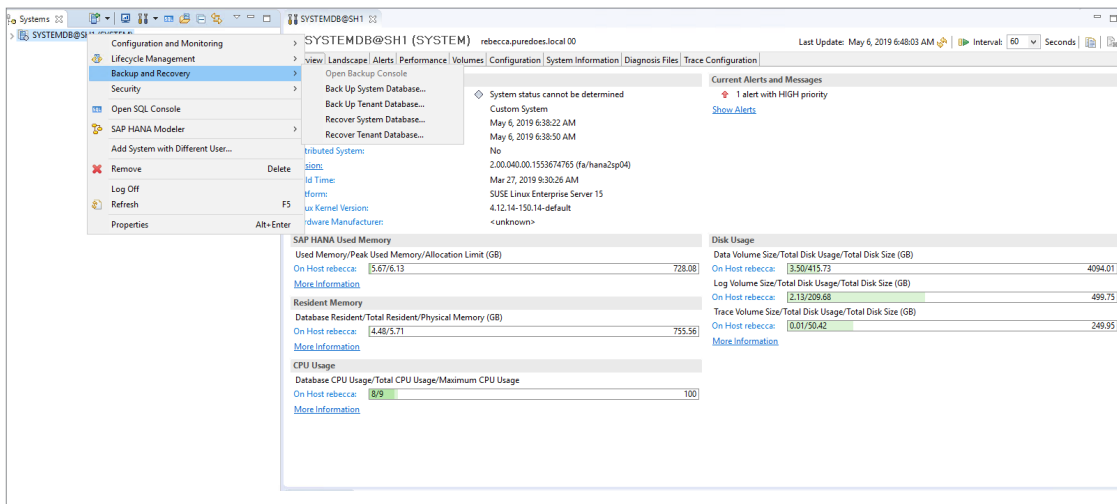 Systems
SYSTEMDB@SH1 (SYSTEM)
Configuration and Monitoring
Lifecycle Management
Backup and Recovery
Security
Open SQL Console
SAP HANA Modeler
Add System with Different User...
Remove Delete
Log Off
Refresh F5
Properties Alt+Enter
Open Backup Console
Back Up System Database...
Back Up Tenant Database...
Recover System Database...
Recover Tenant Database...
SYSTEMDB@SH1
SYSTEMDB@SH1 (SYSTEM) rebecca.puredoes.local 00
Last Update: May 6, 2019 6:48:03 AM Interval: 60 Seconds
view Landscape Alerts Performance Volumes Configuration System Information Diagnosis Files Trace Configuration
System status cannot be determined
Custom System
May 6, 2019 6:38:22 AM
May 6, 2019 6:38:50 AM
tributed System: No
sion: 2.00.040.00.1553674765 (fa/hana2sp04)
ld Time: Mar 27, 2019 9:30:26 AM
tform: SUSE Linux Enterprise Server 15
ux Kernel Version: 4.12.14-150.14-default
rdware Manufacturer: <unknown>
Current Alerts and Messages
1 alert with HIGH priority
Show Alerts
SAP HANA Used Memory
Used Memory/Peak Used Memory/Allocation Limit (GB)
On Host rebecca: 5.67/6.13 728.08
More Information
Resident Memory
Database Resident/Total Resident/Physical Memory (GB)
On Host rebecca: 4.48/5.71 755.56
More Information
CPU Usage
Database CPU Usage/Total CPU Usage/Maximum CPU Usage
On Host rebecca: 8/9 100
More Information
Disk Usage
Data Volume Size/Total Disk Usage/Total Disk Size (GB)
On Host rebecca: 3.50/415.73 4094.01
Log Volume Size/Total Disk Usage/Total Disk Size (GB)
On Host rebecca: 2.13/209.68 499.75
Trace Volume Size/Total Disk Usage/Total Disk Size (GB)
On Host rebecca: 0.01/50.42 249.95
More Information